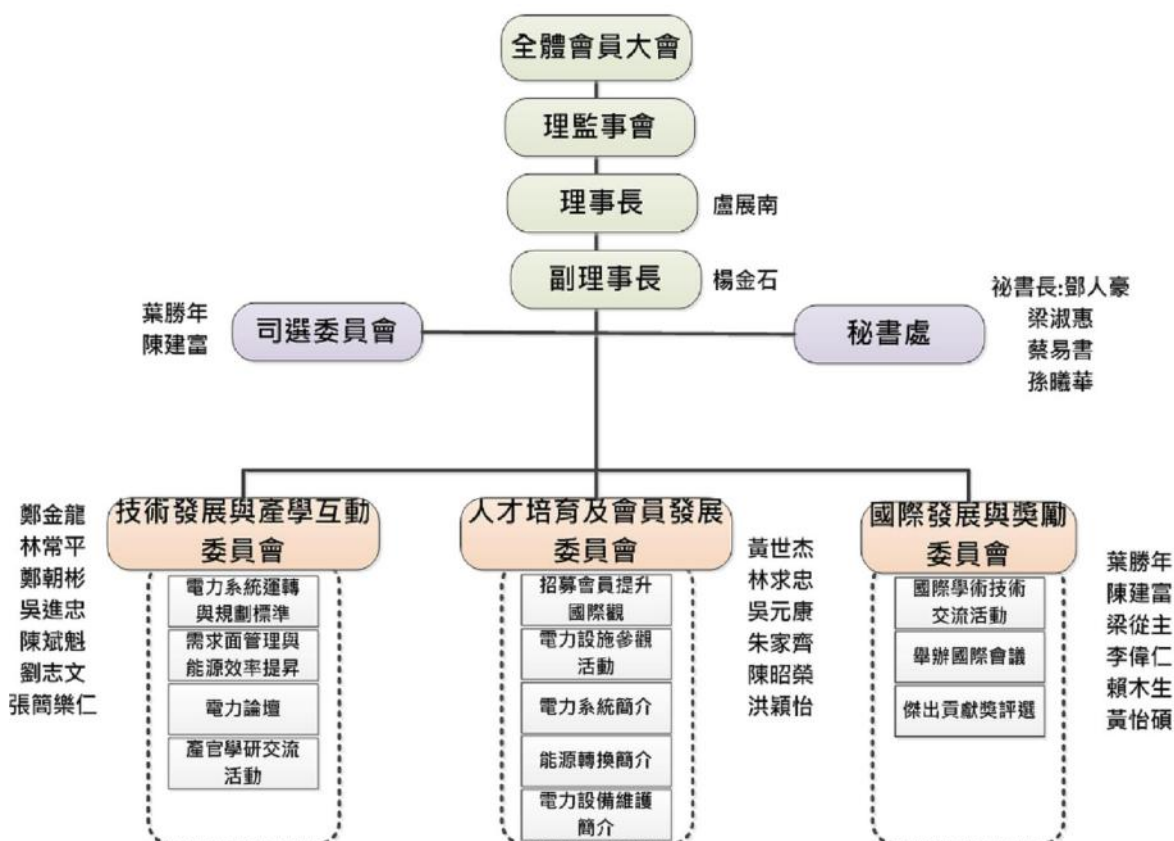 全體會員大會
理監事會
理事長
盧展南
副理事長
楊金石
葉勝年
陳建富
司選委員會
秘書處
祕書長:鄧人豪
梁淑惠
蔡易書
孫曦華
鄭金龍
林常平
鄭朝彬
吳進忠
陳斌魁
劉志文
張簡樂仁
技術發展與產學互動
委員會
電力系統運轉
與規劃標準
需求面管理與
能源效率提昇
電力論壇
產官學研交流
活動
人才培育及會員發展
委員會
招募會員提升
國際觀
電力設施參觀
活動
電力系統簡介
能源轉換簡介
電力設備維護
簡介
黃世杰
林求忠
吳元康
朱家齊
陳昭榮
洪穎怡
國際發展與獎勵
委員會
國際學術技術
交流活動
舉辦國際會議
傑出貢獻獎評選
葉勝年
陳建富
梁從主
李偉仁
賴木生
黃怡碩